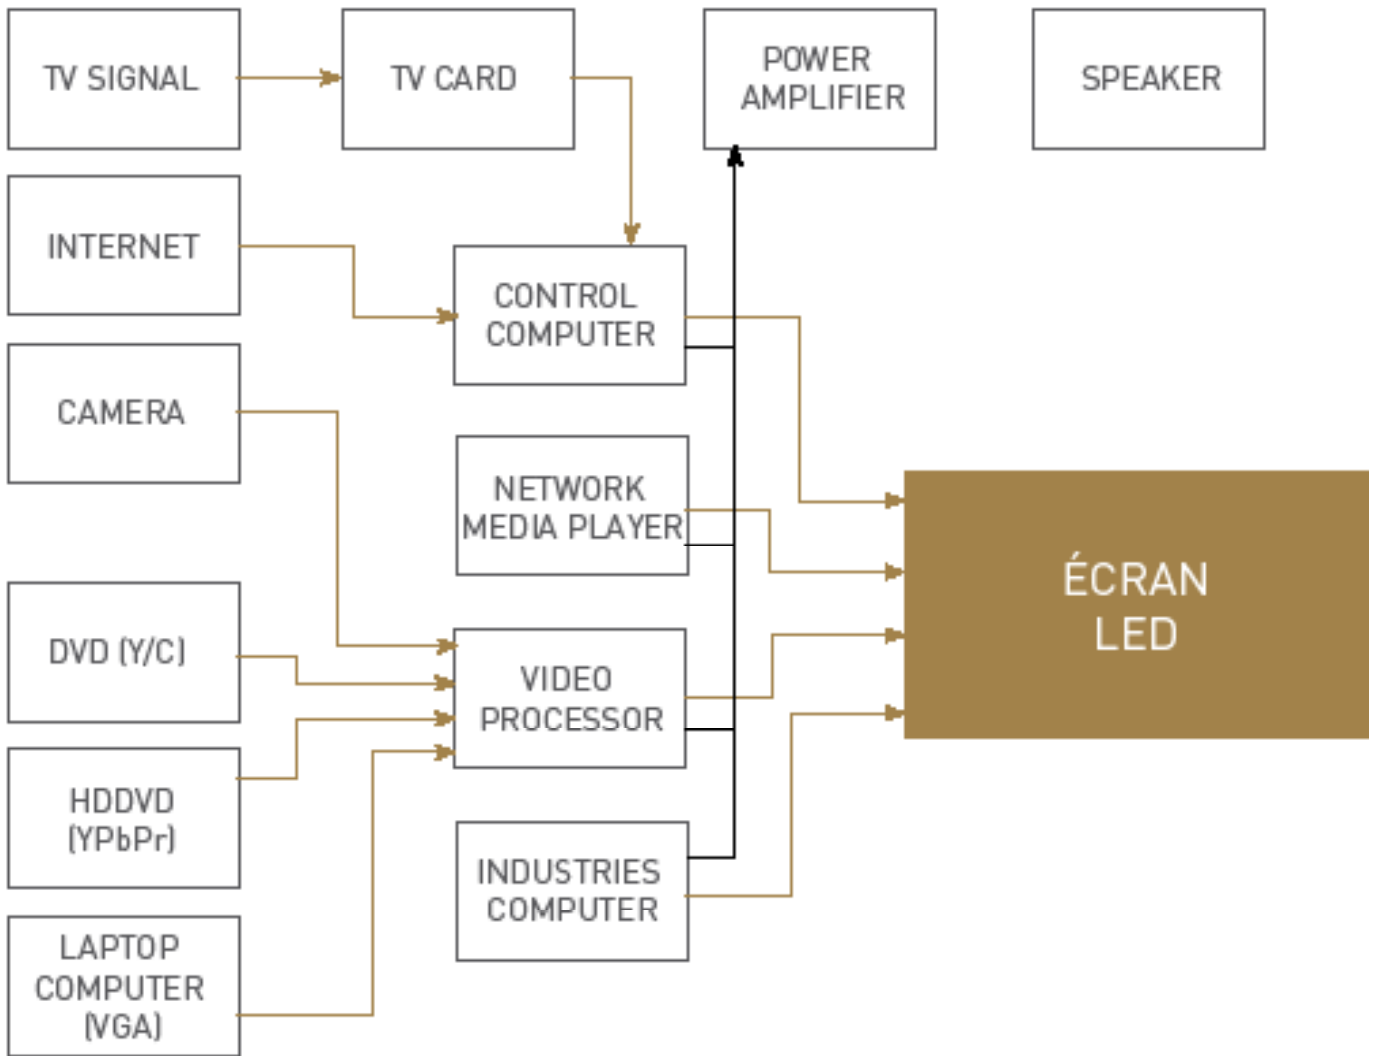 TV SIGNAL
TV CARD
POWER
AMPLIFIER
SPEAKER
INTERNET
CONTROL
COMPUTER
CAMERA
NETWORK
MEDIA PLAYER
ÉCRAN
LED
DVD (Y/C)
VIDEO
PROCESSOR
HDDVD
(YPbPr)
INDUSTRIES
COMPUTER
LAPTOP
COMPUTER
(VGA)